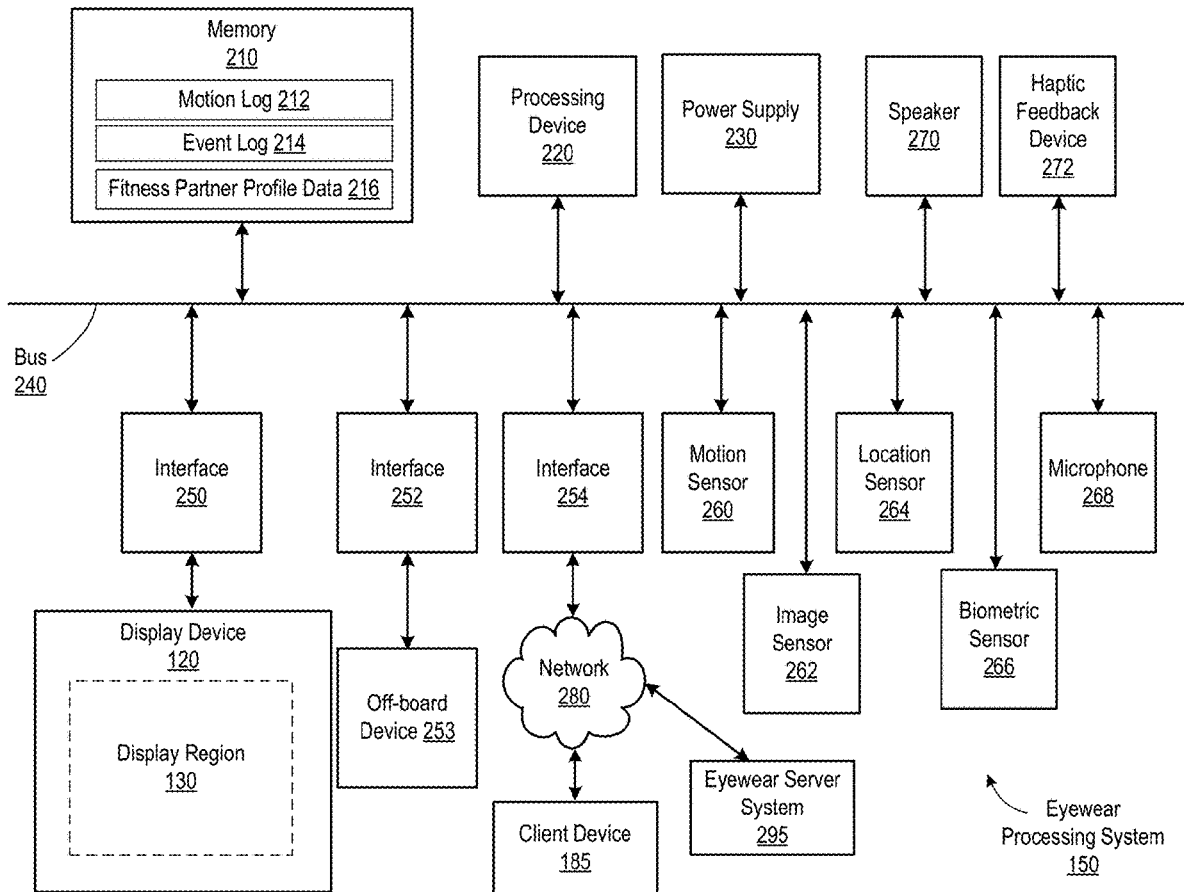 Memory
210
Motion Log 212
Event Log 214
Fitness Partner Profile Data 216
Processing
Device
220
Power Supply
230
Speaker
270
Haptic
Feedback
Device
272
Bus
240
Interface
250
Interface
252
Interface
254
Motion
Sensor
260
Location
Sensor
264
Microphone
268
Image
Sensor
262
Biometric
Sensor
266
Display Device
120
Display Region
130
Off-board
Device 253
Network
280
Client Device
185
Eyewear Server
System
295
Eyewear
Processing System
150